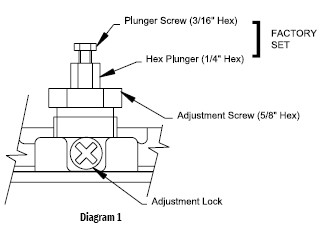 Plunger Screw (3/16" Hex)
FACTORY
SET
Hex Plunger (1/4" Hex)
Adjustment Screw (5/8" Hex)
Adjustment Lock
Diagram 1